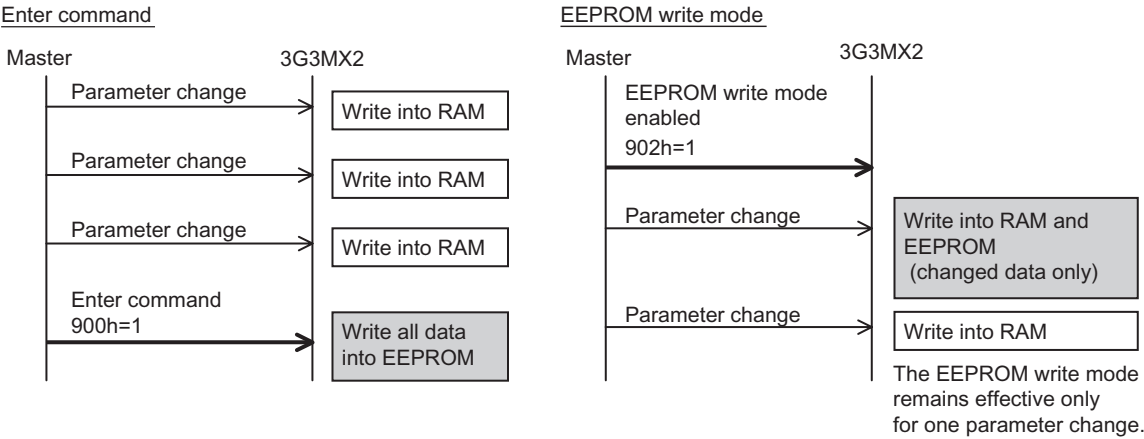 Enter command
Master
3G3MX2
Parameter change
Write into RAM
Parameter change
Write into RAM
Parameter change
Write into RAM
Enter command
900h=1
Write all data
into EEPROM
EEPROM write mode
Master
3G3MX2
EEPROM write mode
enabled
902h=1
Parameter change
Write into RAM and
EEPROM
(changed data only)
Parameter change
Write into RAM
The EEPROM write mode
remains effective only
for one parameter change.